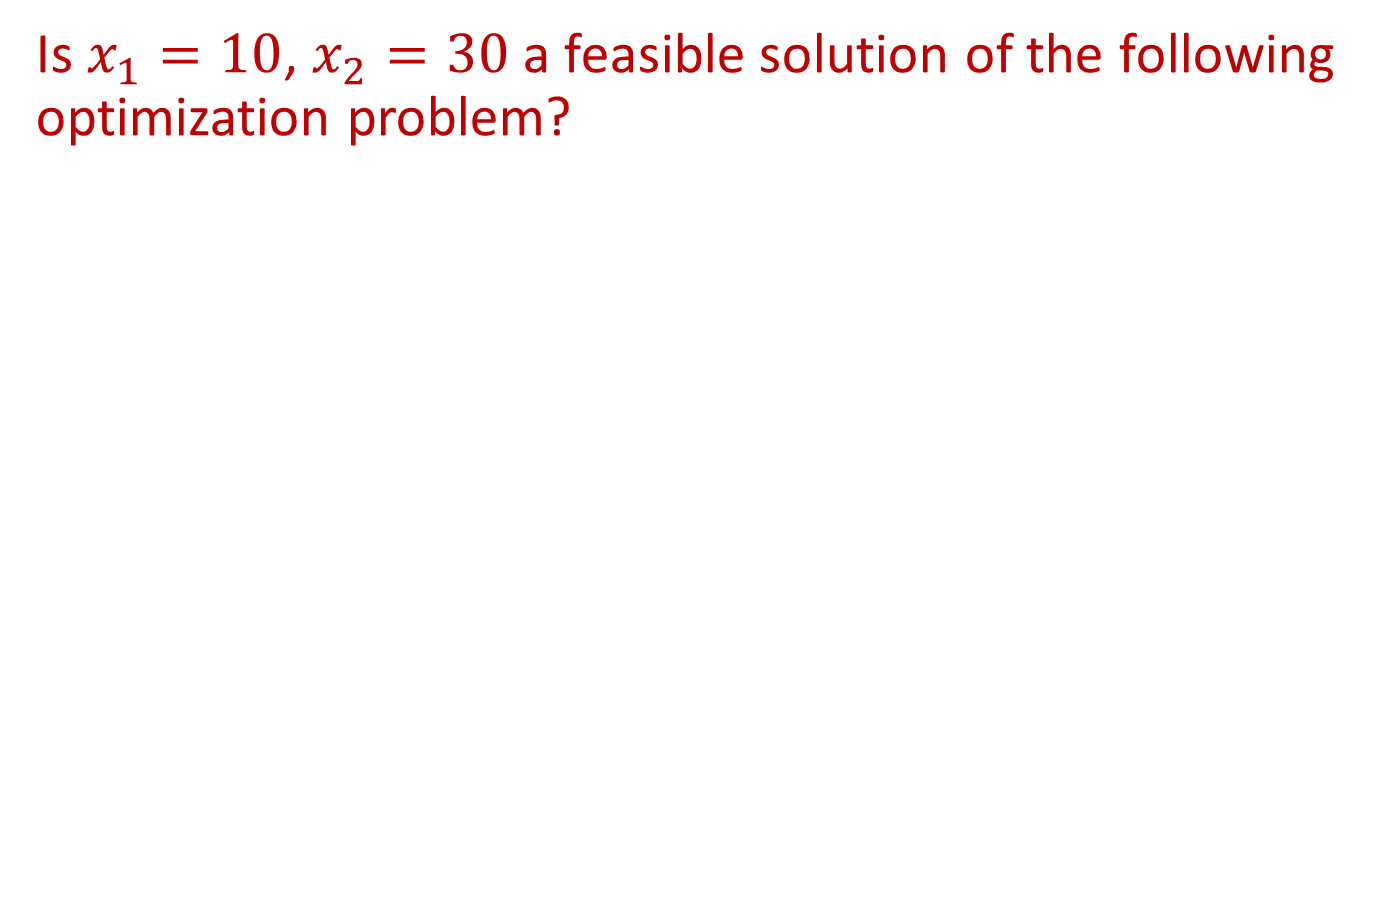 Is x₁ = 10, x₂ = 30 a feasible solution of the following
optimization problem?